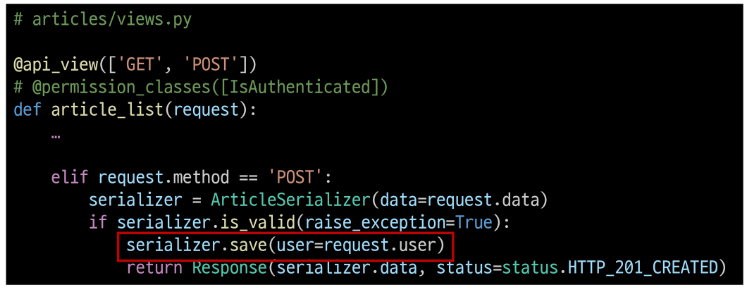 # articles/views.py
@api_view(['GET', 'POST'])
# @permission_classes([IsAuthenticated])
def article_list(request):
…
elif request.method == 'POST':
serializer = ArticleSerializer(data=request.data)
if serializer.is_valid(raise_exception=True):
serializer.save(user=request.user)
return Response(serializer.data, status=status.HTTP_201_CREATED)